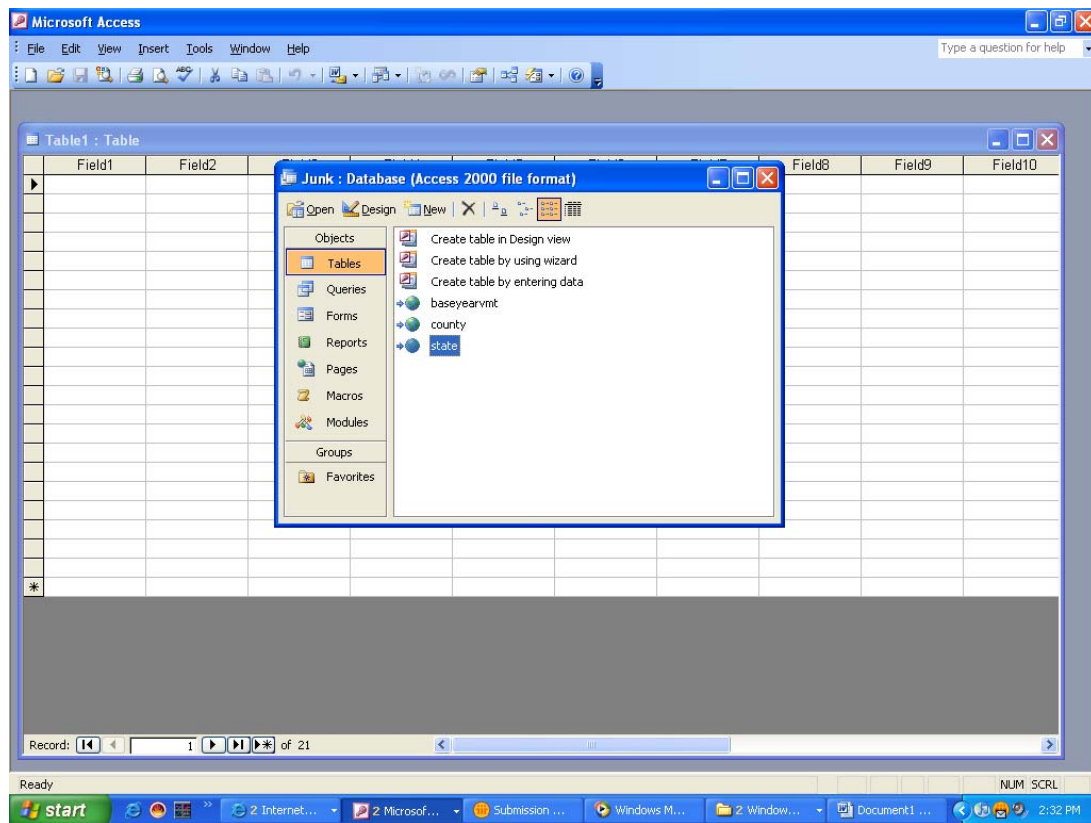 Microsoft Access
File Edit View Insert Tools Window Help
Type a question for help
Table1 : Table
Field1 Field2 Field8 Field9 Field10
Junk : Database (Access 2000 file format)
Open Design New
Objects
Tables
Queries
Forms
Reports
Pages
Macros
Modules
Groups
Favorites
Create table in Design view
Create table by using wizard
Create table by entering data
baseyearvmt
county
state
Record: 1 of 21
Ready
NUM SCRL
start 2 Internet... 2 Microsof... Submission ... Windows M... 2 Window... Document1 ... 2:32 PM